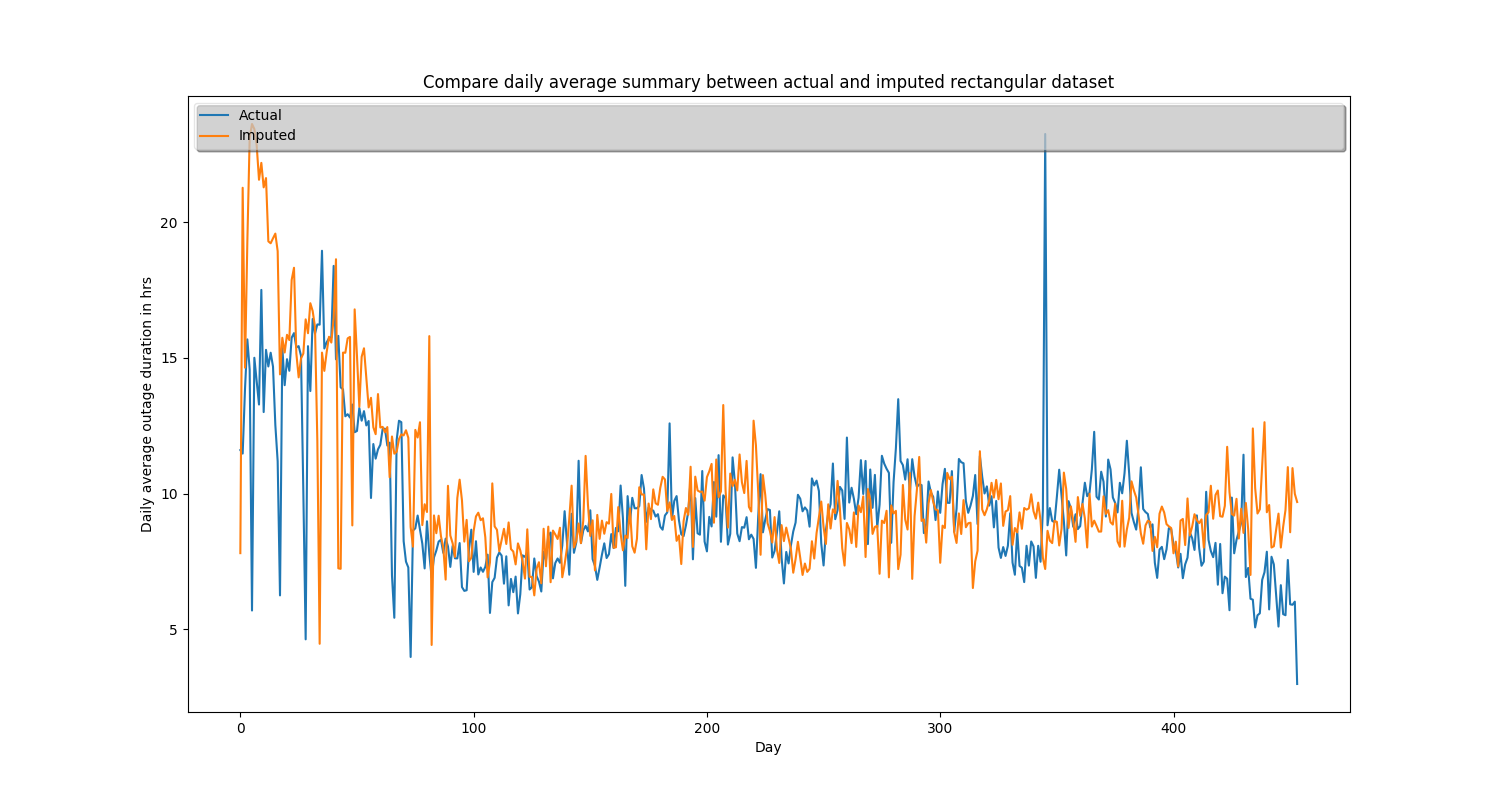 Compare daily average summary between actual and imputed rectangular dataset
Actual
Imputed
Daily average outage duration in hrs
20
15
10
5
0 100 200 300 400
Day